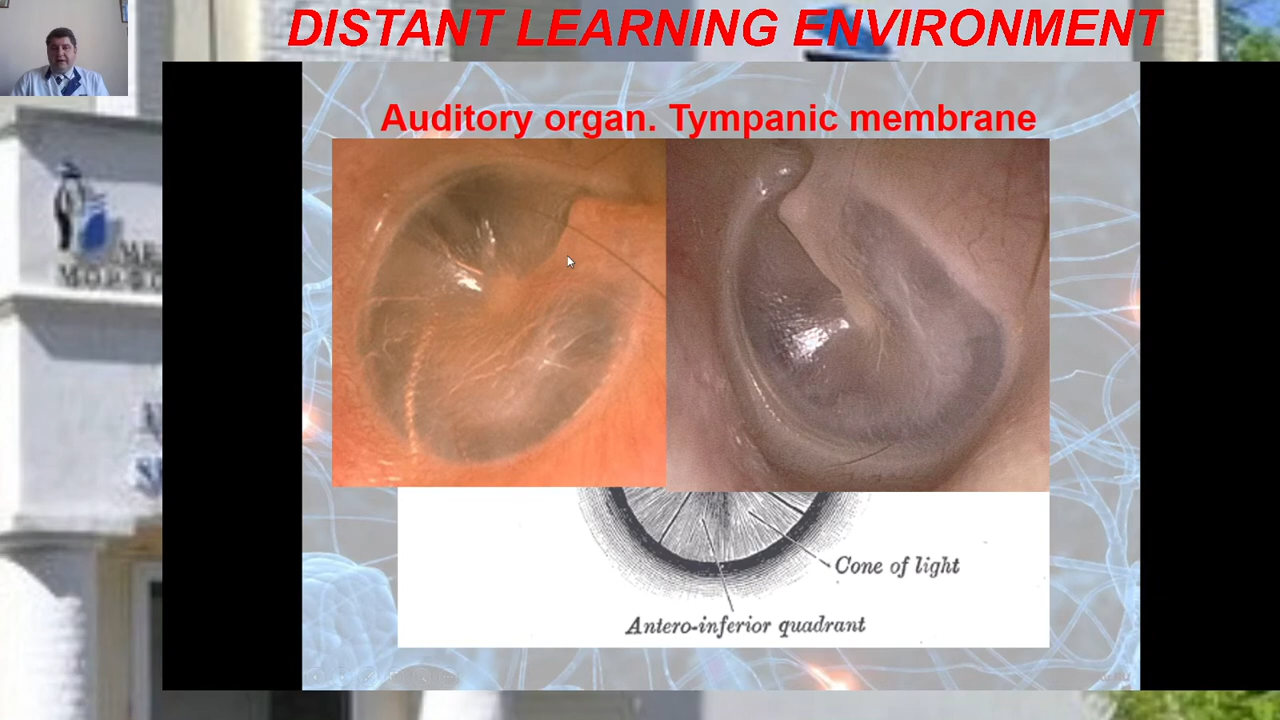 DISTANT LEARNING ENVIRONMENT
Auditory organ. Tympanic membrane
Cone of light
Antero-inferior quadrant